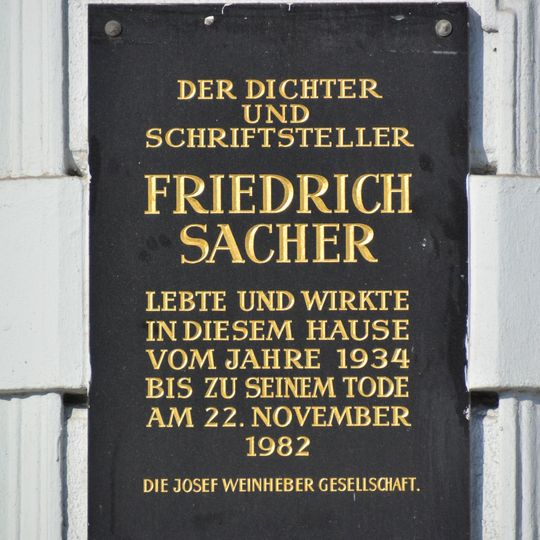 DER DICHTER
UND
SCHRIFTSTELLER
FRIEDRICH
SACHER
LEBTE UND WIRKTE
IN DIESEM HAUSE
VOM JAHRE 1934
BIS ZU SEINEM TODE
AM 22. NOVEMBER
1982
DIE JOSEF WEINHEBER GESELLSCHAFT.